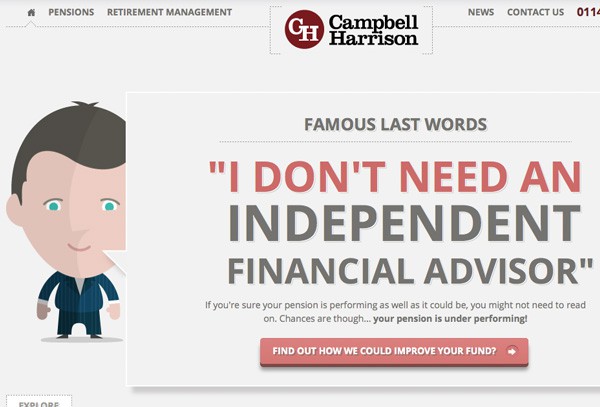 PENSIONS RETIREMENT MANAGEMENT
CH Campbell
Harrison
NEWS CONTACT US 0114
FAMOUS LAST WORDS
"I DON'T NEED AN
INDEPENDENT
FINANCIAL ADVISOR"
If you're sure your pension is performing as well as it could be, you might not need to read
on. Chances are though... your pension is under performing!
FIND OUT HOW WE COULD IMPROVE YOUR FUND?
EXPLORE